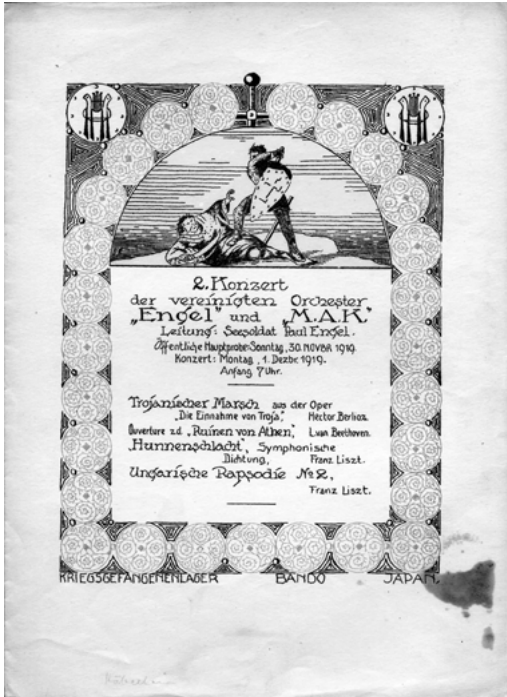 2. Konzert
der vereinigten Orchester
„Engel” und „M.A.K.”
Leitung: Seesoldat Paul Engel.
Öffentliche Hauptprobe: Sonntag, 30. NOVBR 1919.
Konzert: Montag, 1. Dezbr. 1919.
Anfang 7 Uhr.
Trojanischer Marsch aus der Oper
„Die Einnahme von Troja”, Hector Berlioz.
Ouverture z.d. „Ruinen von Athen”, L. van Beethoven.
„Hunnenschlacht”, Symphonische
Dichtung, Franz Liszt.
Ungarische Rapsodie № 2,
Franz Liszt.
KRIEGSGEFANGENENLAGER BANDO JAPAN.